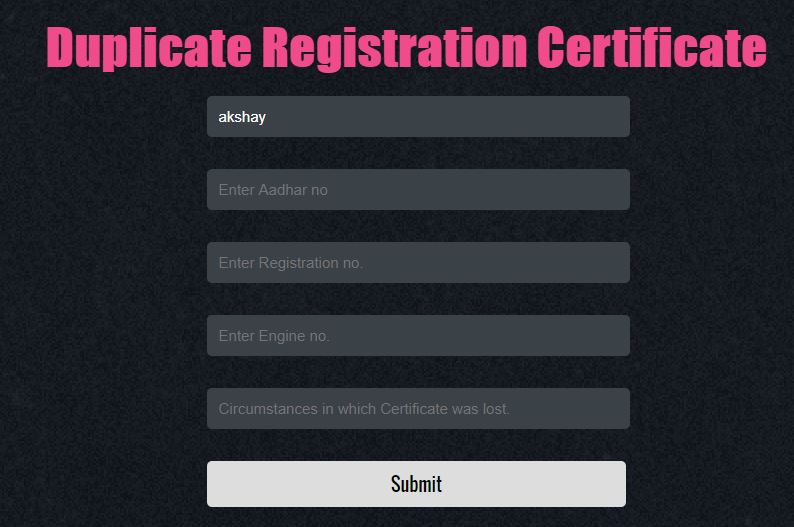 Duplicate Registration Certificate
akshay
Enter Aadhar no
Enter Registration no.
Enter Engine no.
Circumstances in which Certificate was lost.
Submit